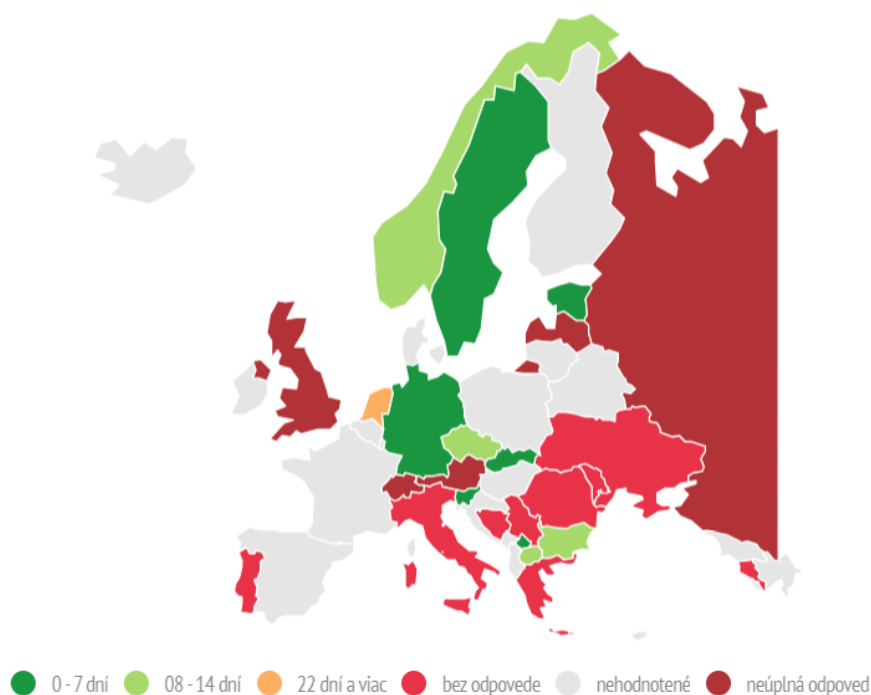 0 - 7 dní 08 - 14 dní 22 dní a viac bez odpovede nehodnotené neúplná odpoveď